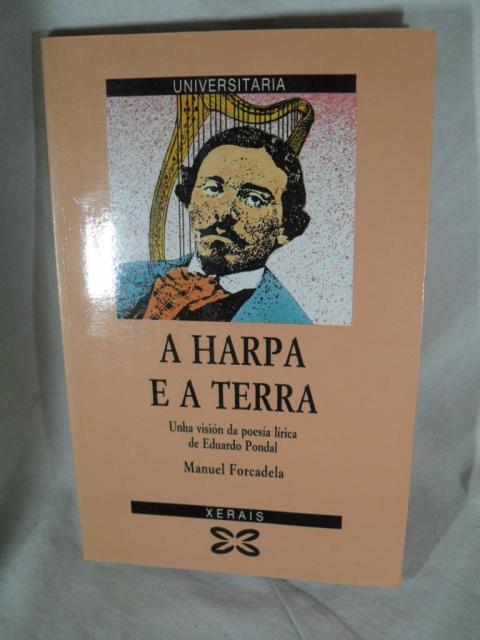 UNIVERSITARIA
A HARPA
E A TERRA
Unha visión da poesía lírica
de Eduardo Pondal
Manuel Forcadela
XERAIS